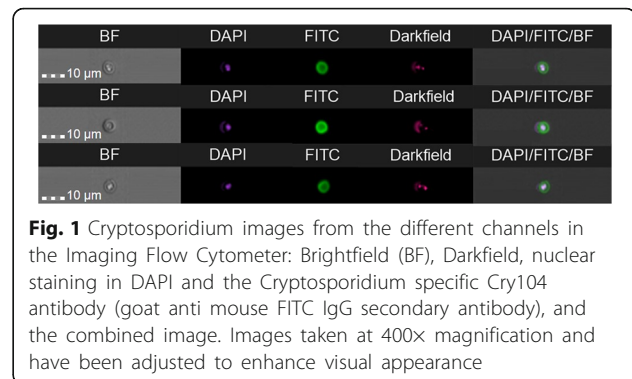 BF DAPI FITC Darkfield DAPI/FITC/BF
10 µm
BF DAPI FITC Darkfield DAPI/FITC/BF
10 µm
BF DAPI FITC Darkfield DAPI/FITC/BF
10 µm
Fig. 1 Cryptosporidium images from the different channels in
the Imaging Flow Cytometer: Brightfield (BF), Darkfield, nuclear
staining in DAPI and the Cryptosporidium specific Cry104
antibody (goat anti mouse FITC IgG secondary antibody), and
the combined image. Images taken at 400× magnification and
have been adjusted to enhance visual appearance